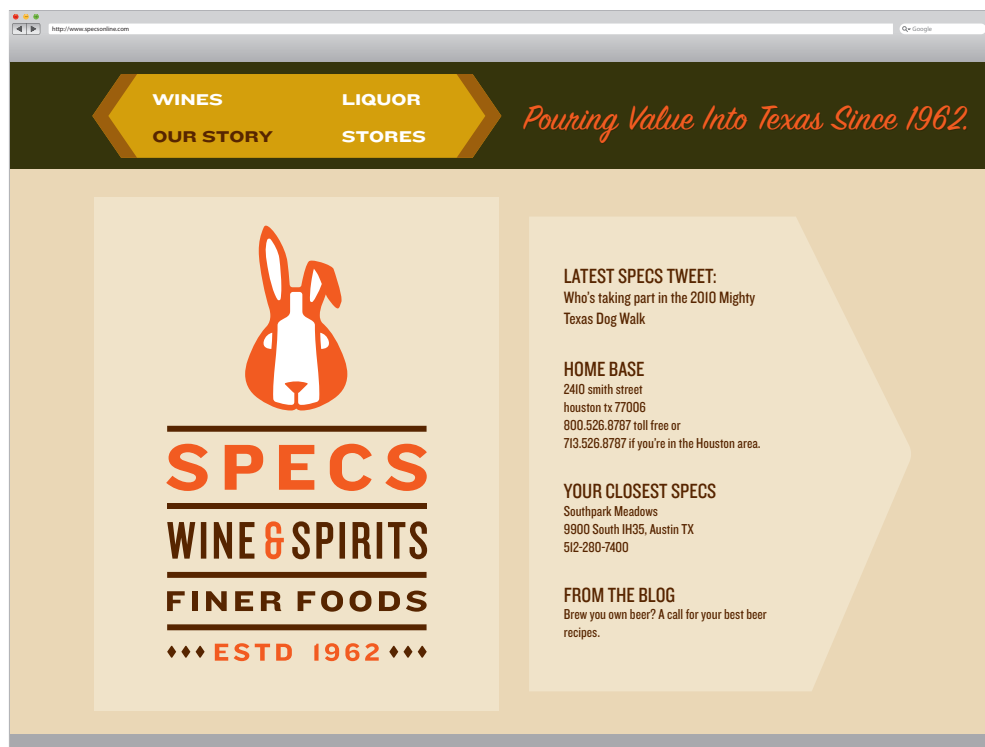 http://www.specsonline.com
Google
WINES
LIQUOR
OUR STORY
STORES
Pouring Value Into Texas Since 1962.
SPECS
WINE & SPIRITS
FINER FOODS
ESTD 1962
LATEST SPECS TWEET:
Who's taking part in the 2010 Mighty
Texas Dog Walk
HOME BASE
2410 smith street
houston tx 77006
800.526.8787 toll free or
713.526.8787 if you're in the Houston area.
YOUR CLOSEST SPECS
Southpark Meadows
9900 South IH35, Austin TX
512-280-7400
FROM THE BLOG
Brew you own beer? A call for your best beer
recipes.